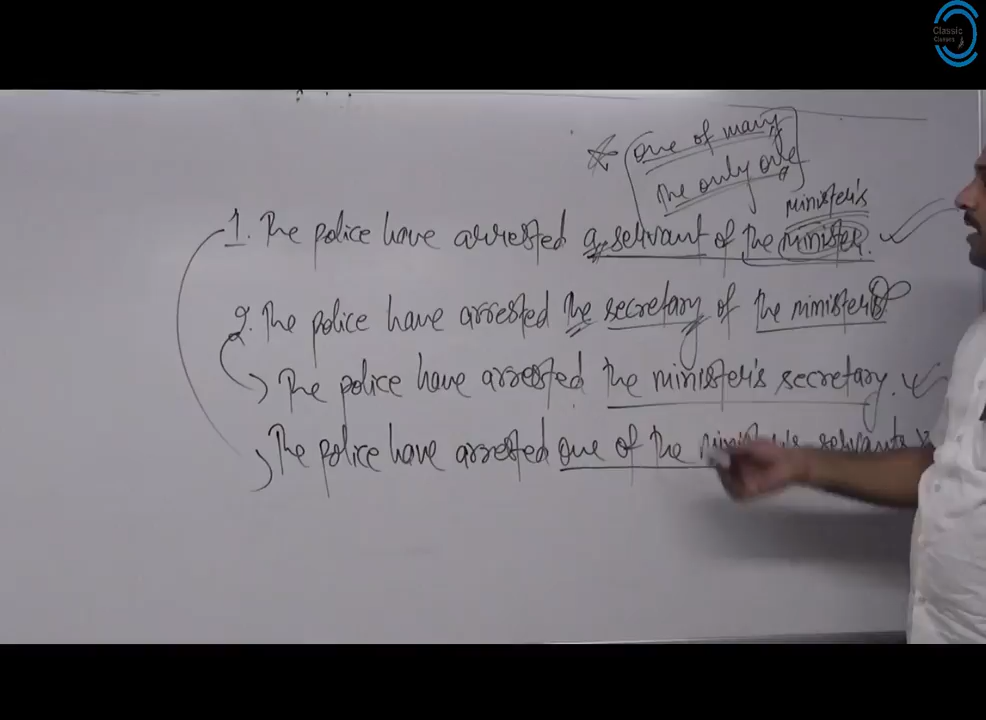 Classic
Classes
one of many
the only one
minister's
1. The police have arrested a servant of the minister.
2. The police have arrested the secretary of the minister's
The police have arrested the minister's secretary.
The police have arrested one of the minister's servants